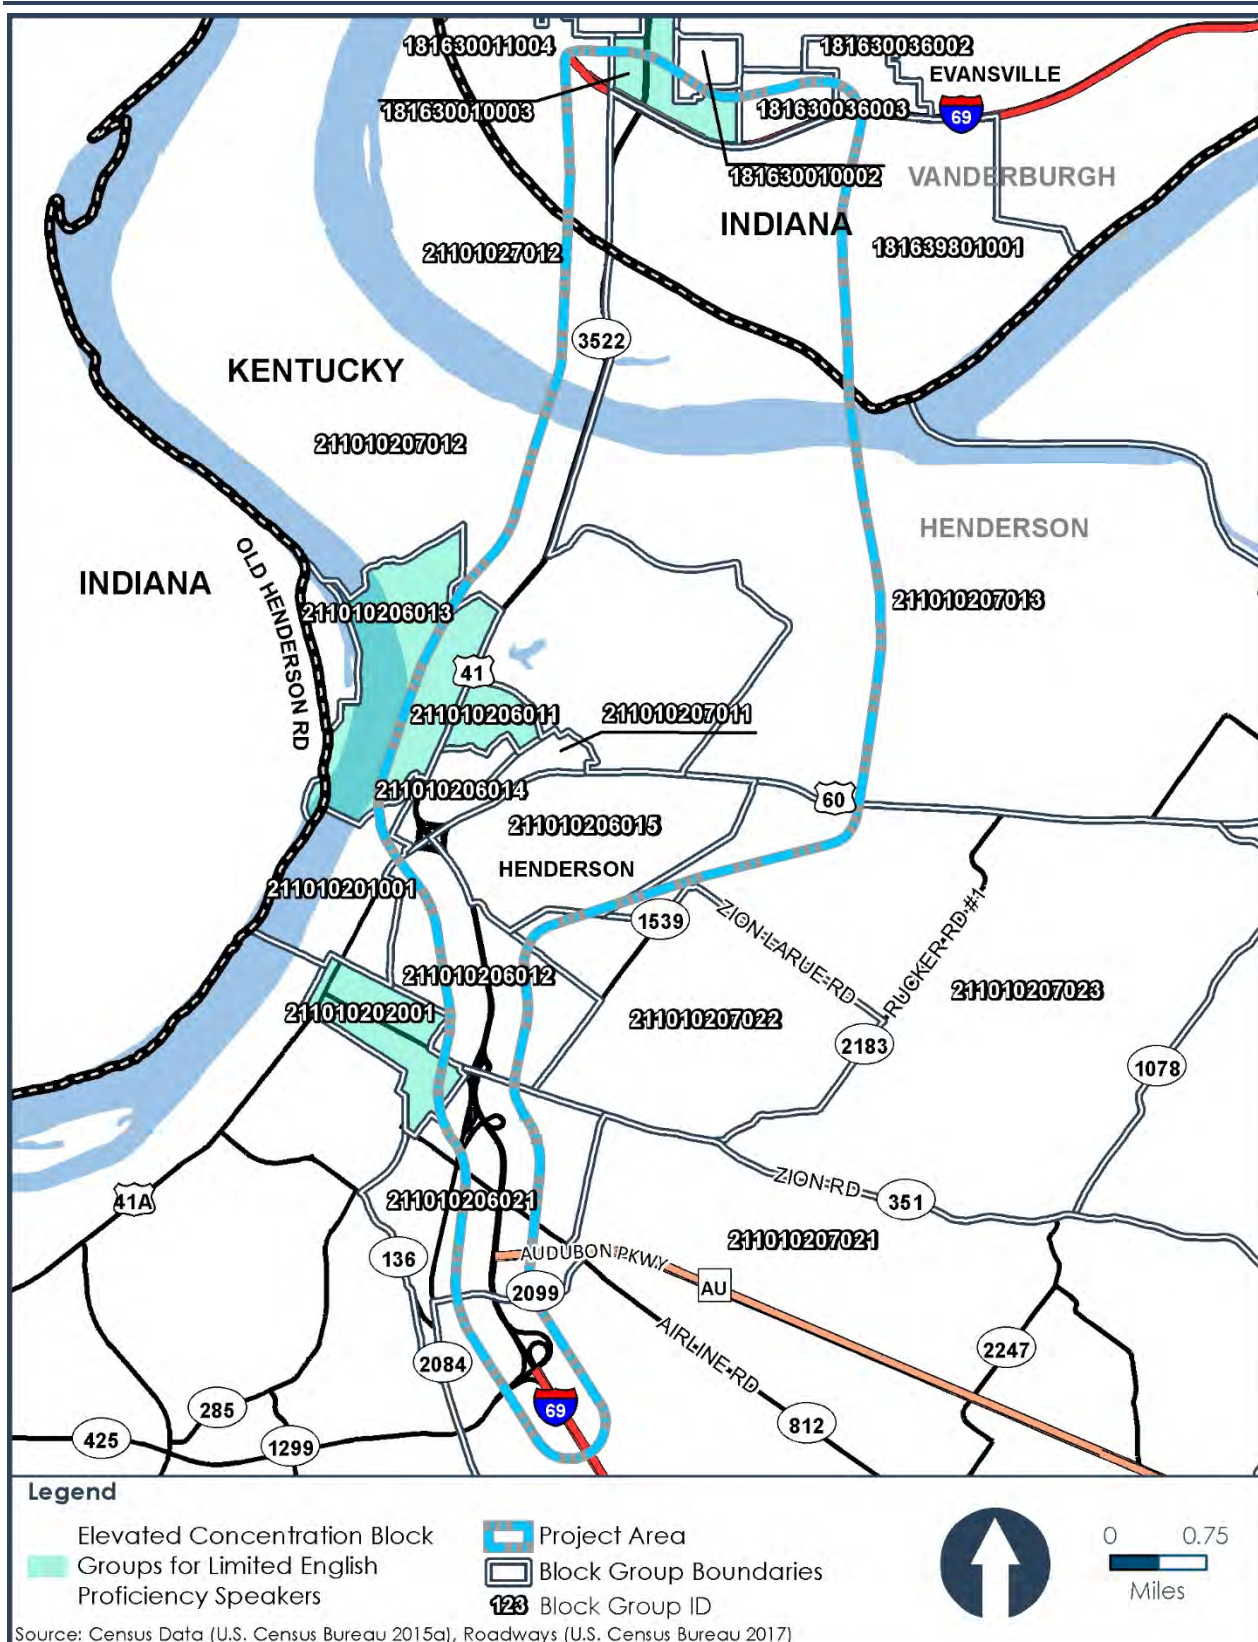 181630011004
181630036002
EVANSVILLE
181630010003
181630036003
69
181630010002
VANDERBURGH
INDIANA
181639801001
21101027012
3522
KENTUCKY
211010207012
HENDERSON
OLD HENDERSON RD
INDIANA
211010206013
211010207013
41
211010206011
211010207011
211010206014
60
211010206015
HENDERSON
211010201001
1539
ZION-LARUE-RD
RUCKER-RD-#1
211010206012
211010207023
211010202001
211010207022
2183
1078
ZION-RD
351
41A
211010206021
211010207021
136
AUDUBON PKWY
2099
AU
AIRLINE-RD
2084
2247
69
285
812
425
1299
Legend
Elevated Concentration Block
Groups for Limited English
Proficiency Speakers
Project Area
Block Group Boundaries
123 Block Group ID
0 0.75
Miles
Source: Census Data (U.S. Census Bureau 2015a), Roadways (U.S. Census Bureau 2017)